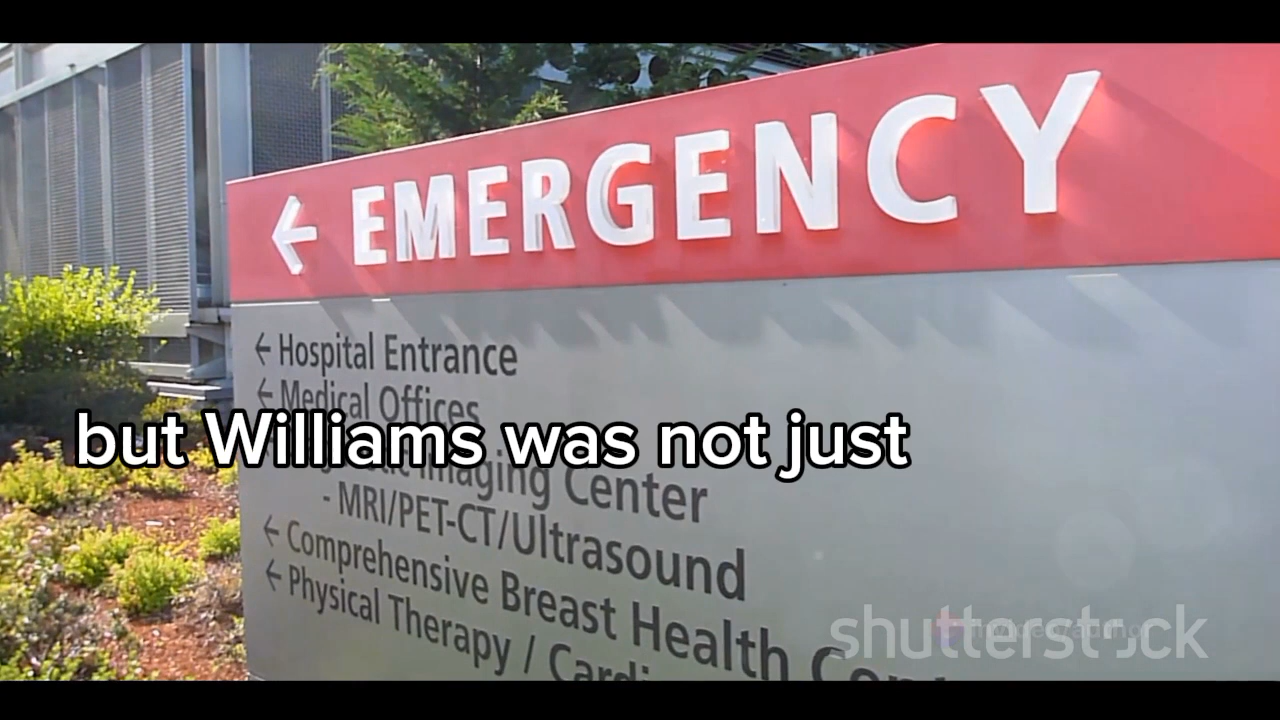 ← EMERGENCY
← Hospital Entrance
← Medical Offices
but Williams was not just
Imaging Center
- MRI/PET-CT/Ultrasound
← Comprehensive Breast Health
← Physical Therapy /
shutterstock